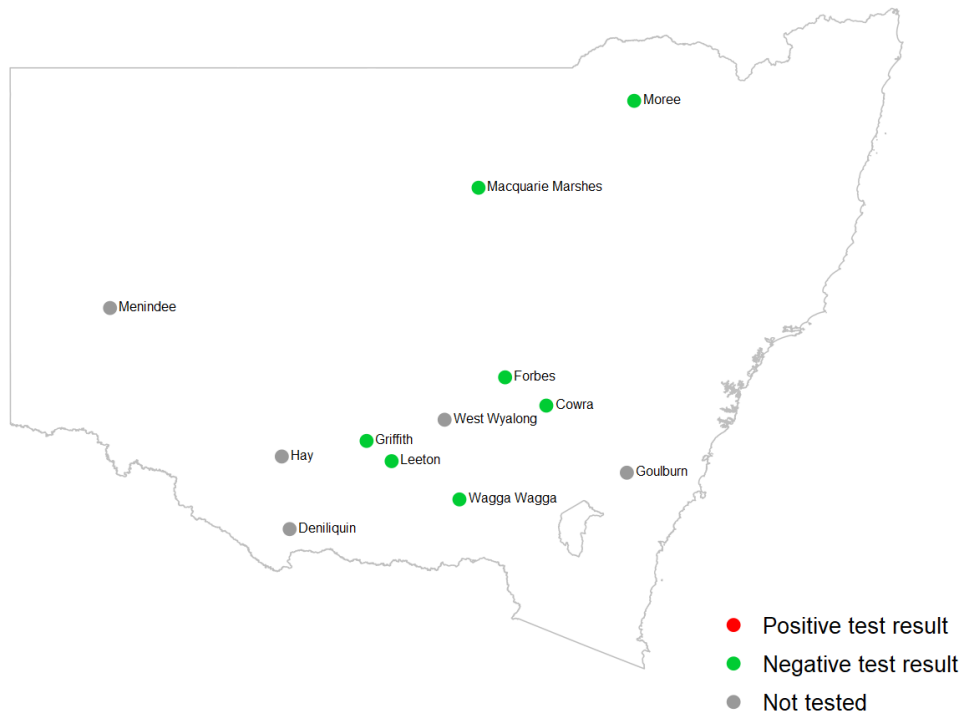 Moree
Macquarie Marshes
Menindee
Forbes
Cowra
West Wyalong
Griffith
Hay
Leeton
Goulburn
Wagga Wagga
Deniliquin
Positive test result
Negative test result
Not tested